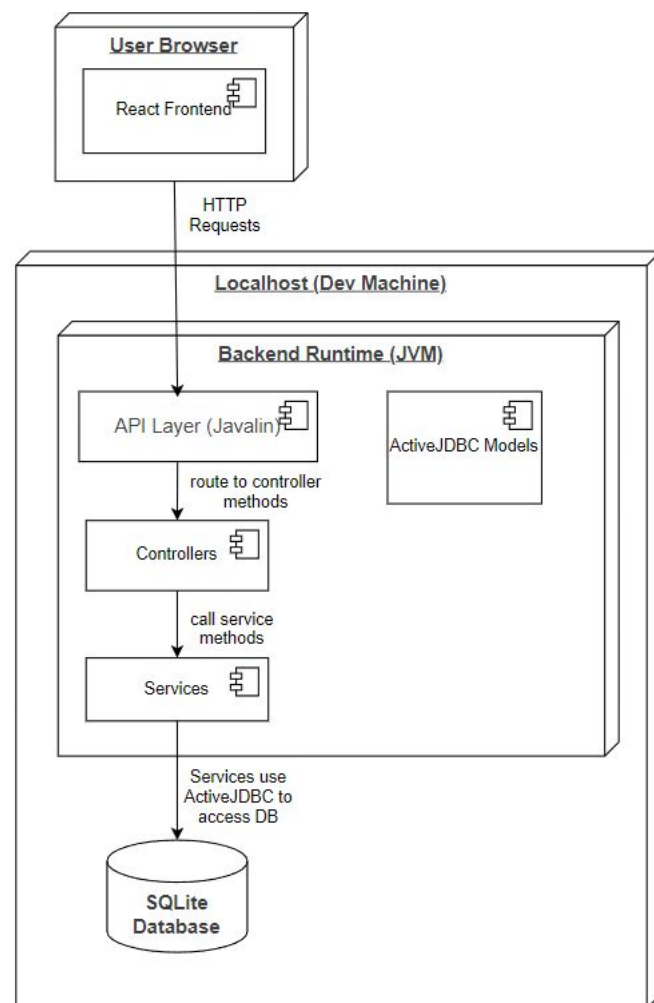 User Browser
React Frontend
HTTP
Requests
Localhost (Dev Machine)
Backend Runtime (JVM)
API Layer (Javalin)
ActiveJDBC Models
route to controller
methods
Controllers
call service
methods
Services
Services use
ActiveJDBC to
access DB
SQLite
Database